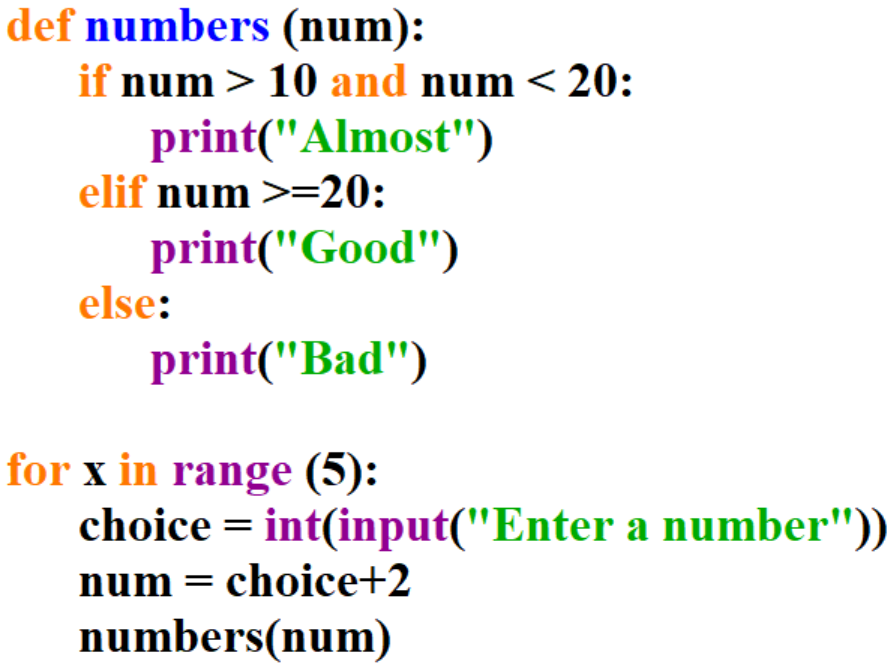 def numbers (num):
    if num > 10 and num < 20:
        print("Almost")
    elif num >=20:
        print("Good")
    else:
        print("Bad")

for x in range (5):
    choice = int(input("Enter a number"))
    num = choice+2
    numbers(num)